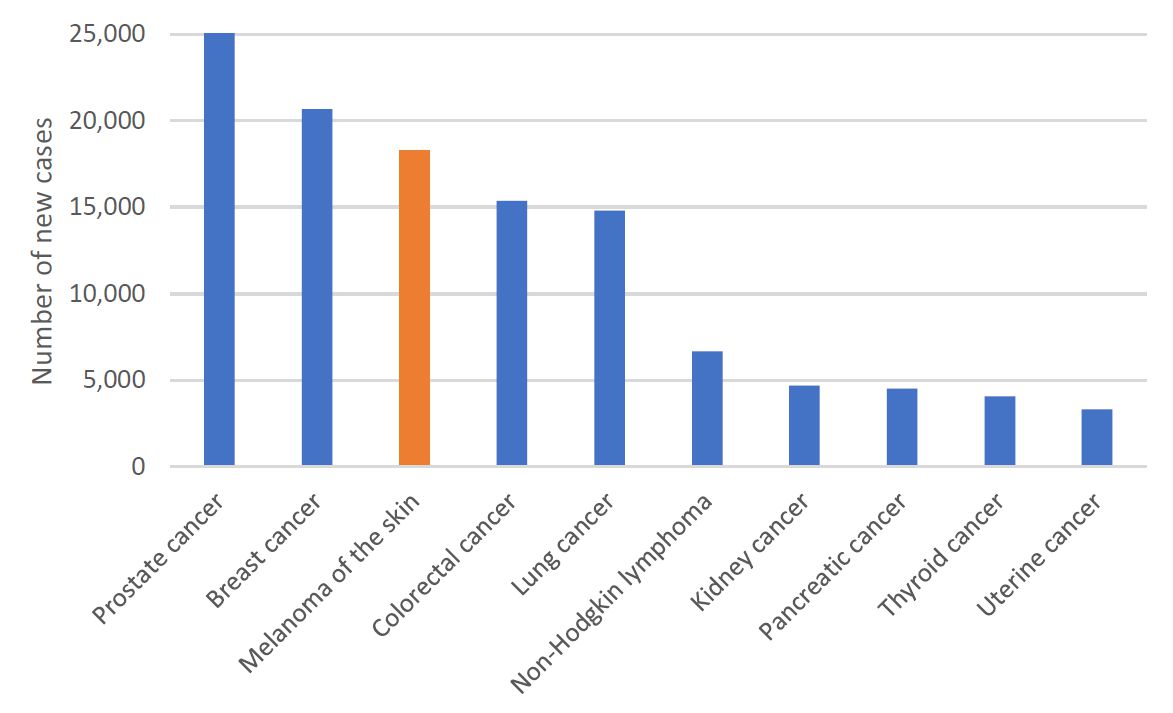 Number of new cases
25,000
20,000
15,000
10,000
5,000
0
Prostate cancer
Breast cancer
Melanoma of the skin
Colorectal cancer
Lung cancer
Non-Hodgkin lymphoma
Kidney cancer
Pancreatic cancer
Thyroid cancer
Uterine cancer